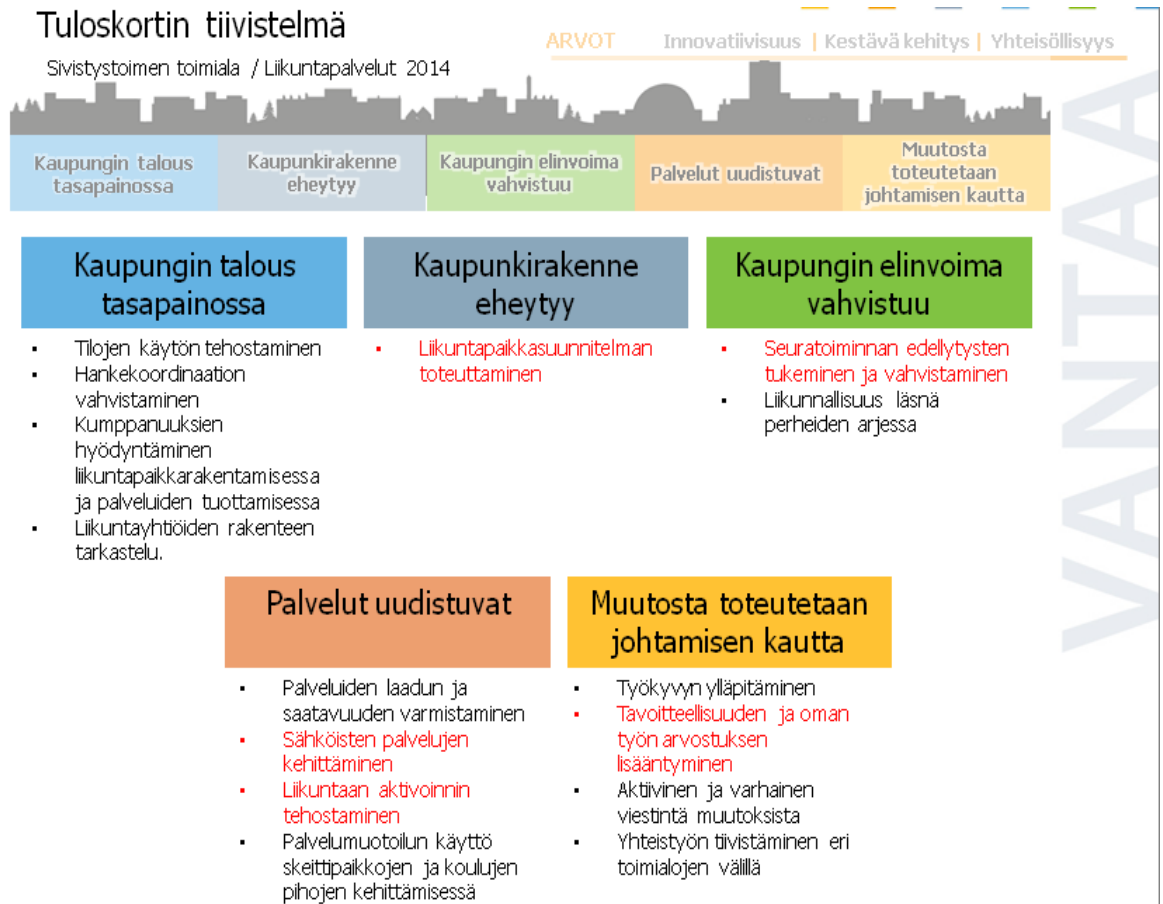 Tuloskortin tiivistelmä
Sivistystoimen toimiala / Liikuntapalvelut 2014
ARVOT Innovatiivisuus | Kestävä kehitys | Yhteisöllisyys
Kaupungin talous
tasapainossa
Kaupunkirakenne
eheytyy
Kaupungin elinvoima
vahvistuu
Palvelut uudistuvat
Muutosta
toteutetaan
johtamisen kautta
VANTAA
Kaupungin talous
tasapainossa
▪ Tilojen käytön tehostaminen
▪ Hankekoordinaation
vahvistaminen
▪ Kumppanuuksien
hyödyntäminen
liikuntapaikkarakentamisessa
ja palveluiden tuottamisessa
▪ Liikuntayhtiöiden rakenteen
tarkastelu.
Kaupunkirakenne
eheytyy
▪ Liikuntapaikkasuunnitelman
toteuttaminen
Kaupungin elinvoima
vahvistuu
▪ Seuratoiminnan edellytysten
tukeminen ja vahvistaminen
▪ Liikunnallisuus läsnä
perheiden arjessa
Palvelut uudistuvat
▪ Palveluiden laadun ja
saatavuuden varmistaminen
▪ Sähköisten palvelujen
kehittäminen
▪ Liikuntaan aktivoinnin
tehostaminen
▪ Palvelumuotoilun käyttö
skeittipaikkojen ja koulujen
pihojen kehittämisessä
Muutosta toteutetaan
johtamisen kautta
▪ Työkyvyn ylläpitäminen
▪ Tavoitteellisuuden ja oman
työn arvostuksen
lisääntyminen
▪ Aktiivinen ja varhainen
viestintä muutoksista
▪ Yhteistyön tiivistäminen eri
toimialojen välillä